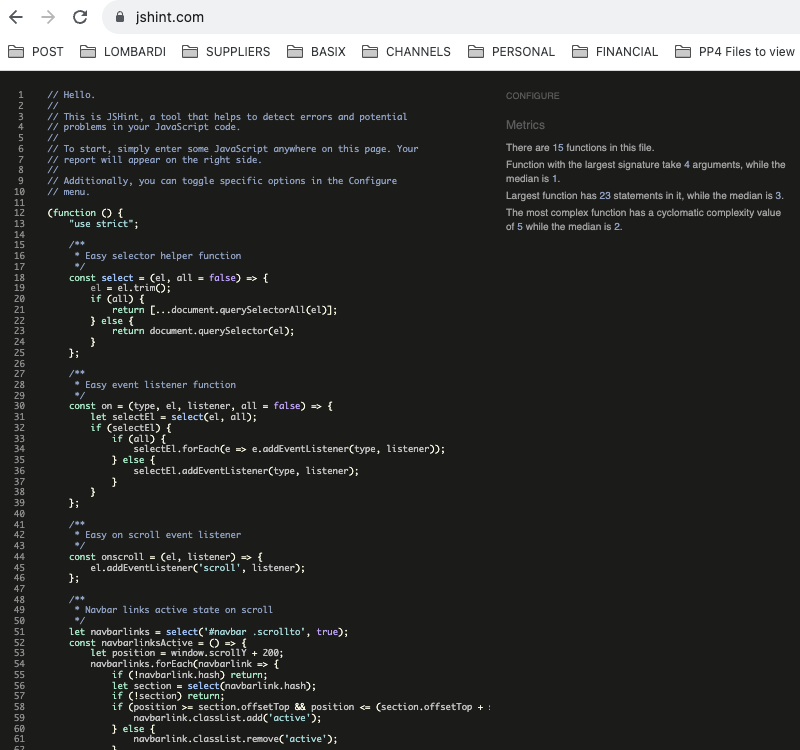 jshint.com
POST LOMBARDI SUPPLIERS BASIX CHANNELS PERSONAL FINANCIAL PP4 Files to view
1 // Hello.
2 //
3 // This is JSHint, a tool that helps to detect errors and potential
4 // problems in your JavaScript code.
5 //
6 // To start, simply enter some JavaScript anywhere on this page. Your
7 // report will appear on the right side.
8 //
9 // Additionally, you can toggle specific options in the Configure
10 // menu.
11
12 (function () {
13     "use strict";
14
15     /**
16      * Easy selector helper function
17      */
18     const select = (el, all = false) => {
19         el = el.trim();
20         if (all) {
21             return [...document.querySelectorAll(el)];
22         } else {
23             return document.querySelector(el);
24         }
25     };
26
27     /**
28      * Easy event listener function
29      */
30     const on = (type, el, listener, all = false) => {
31         let selectEl = select(el, all);
32         if (selectEl) {
33             if (all) {
34                 selectEl.forEach(e => e.addEventListener(type, listener));
35             } else {
36                 selectEl.addEventListener(type, listener);
37             }
38         }
39     };
40
41     /**
42      * Easy on scroll event listener
43      */
44     const onscroll = (el, listener) => {
45         el.addEventListener('scroll', listener);
46     };
47
48     /**
49      * Navbar links active state on scroll
50      */
51     let navbarlinks = select('#navbar .scrollto', true);
52     const navbarlinksActive = () => {
53         let position = window.scrollY + 200;
54         navbarlinks.forEach(navbarlink => {
55             if (!navbarlink.hash) return;
56             let section = select(navbarlink.hash);
57             if (!section) return;
58             if (position >= section.offsetTop && position <= (section.offsetTop +
59                 navbarlink.classList.add('active');
60             } else {
61                 navbarlink.classList.remove('active');
62             }
CONFIGURE
Metrics
There are 15 functions in this file.
Function with the largest signature take 4 arguments, while the
median is 1.
Largest function has 23 statements in it, while the median is 3.
The most complex function has a cyclomatic complexity value
of 5 while the median is 2.